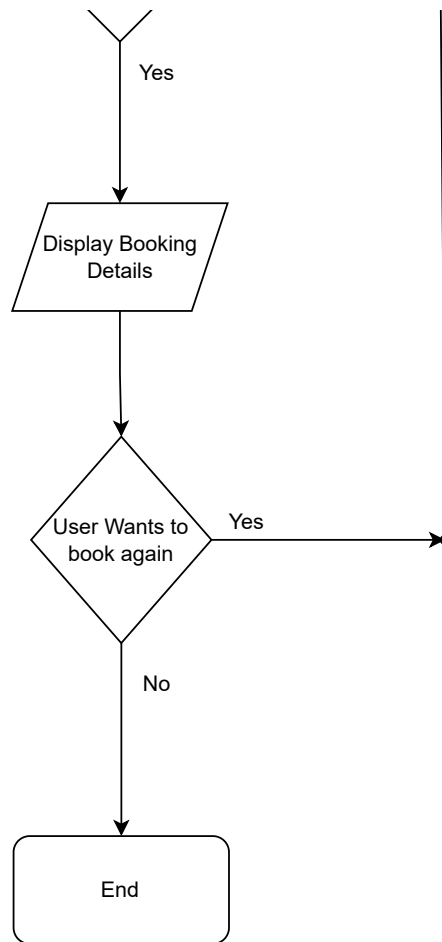 Yes
Display Booking
Details
User Wants to
book again
Yes
No
End